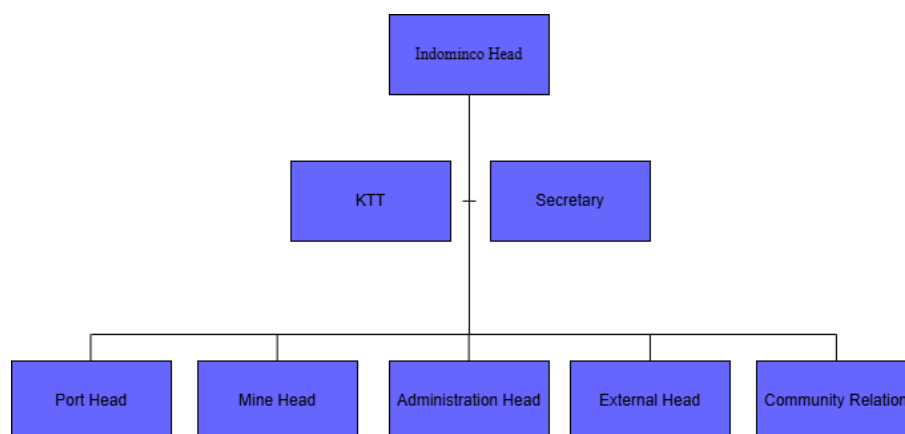 Indominco Head
KTT
Secretary
Port Head
Mine Head
Administration Head
External Head
Community Relation